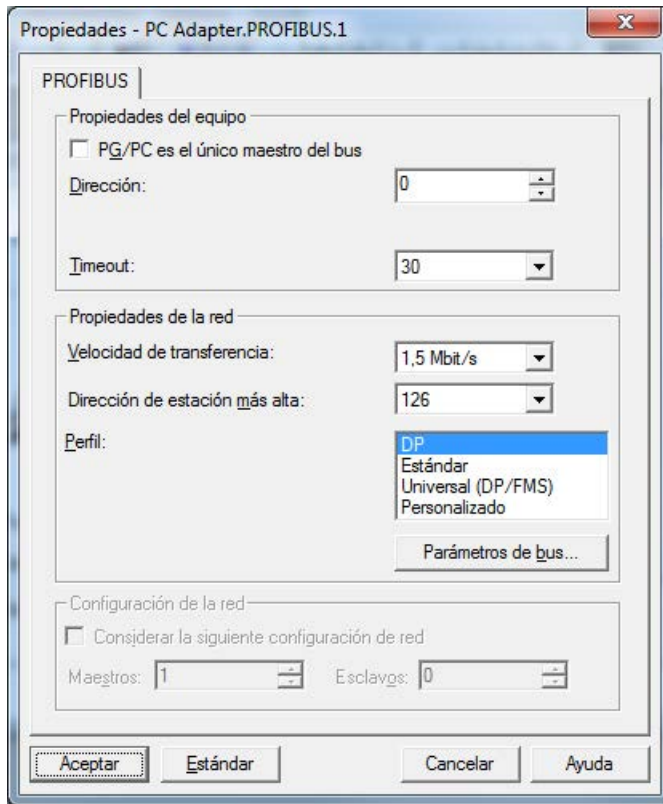 Propiedades - PC Adapter.PROFIBUS.1
PROFIBUS
Propiedades del equipo
PG/PC es el único maestro del bus
Dirección: 0
Timeout: 30
Propiedades de la red
Velocidad de transferencia: 1,5 Mbit/s
Dirección de estación más alta: 126
Perfil: DP
Estándar
Universal (DP/FMS)
Personalizado
Parámetros de bus...
Configuración de la red
Considerar la siguiente configuración de red
Maestros: 1 Esclavos: 0
Aceptar Estándar Cancelar Ayuda